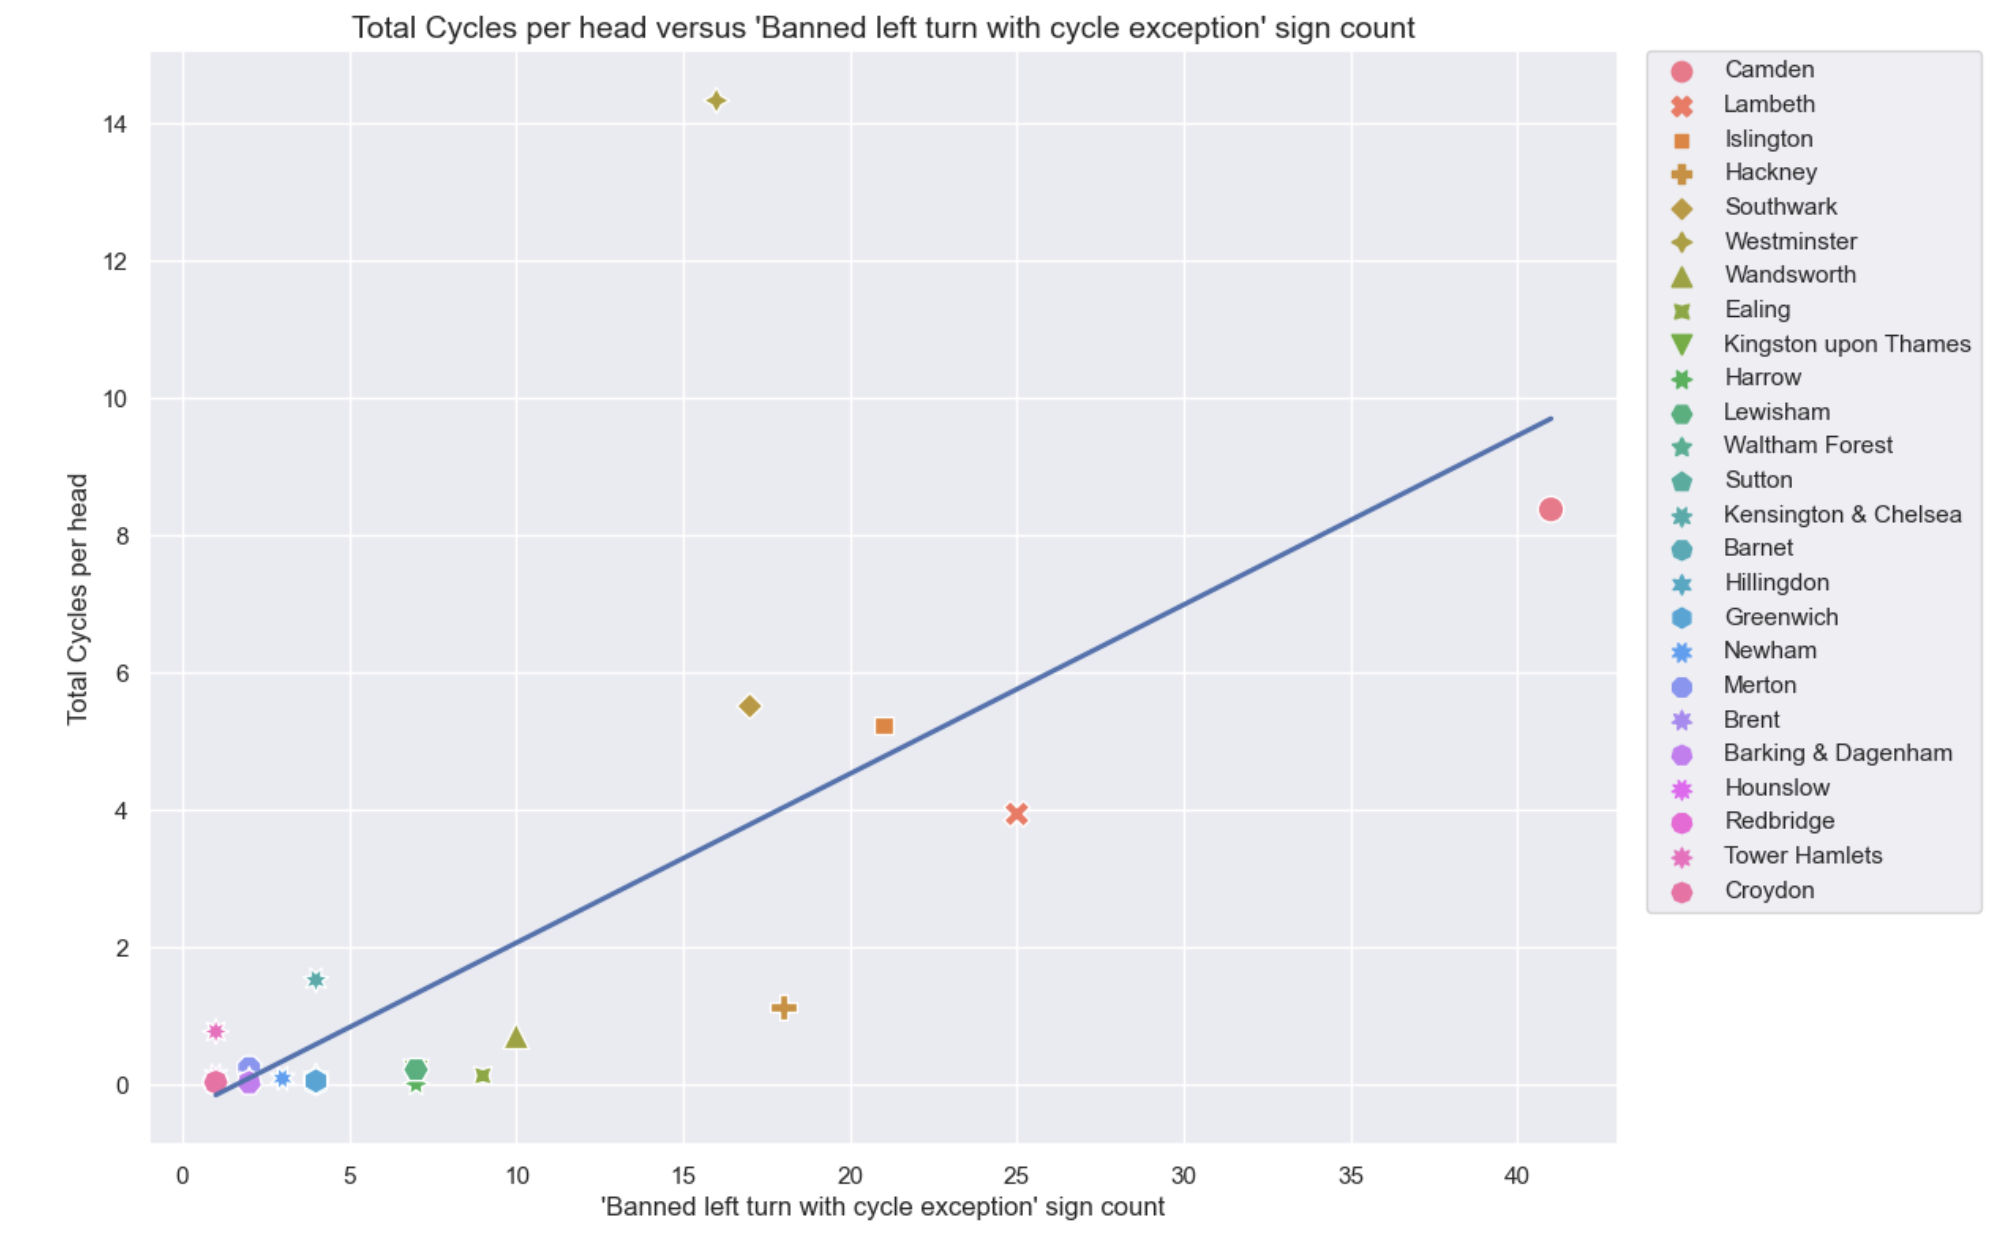 Total Cycles per head versus 'Banned left turn with cycle exception' sign count
14
12
10
8
6
4
2
0
Total Cycles per head
0 5 10 15 20 25 30 35 40
'Banned left turn with cycle exception' sign count
Camden
Lambeth
Islington
Hackney
Southwark
Westminster
Wandsworth
Ealing
Kingston upon Thames
Harrow
Lewisham
Waltham Forest
Sutton
Kensington & Chelsea
Barnet
Hillingdon
Greenwich
Newham
Merton
Brent
Barking & Dagenham
Hounslow
Redbridge
Tower Hamlets
Croydon